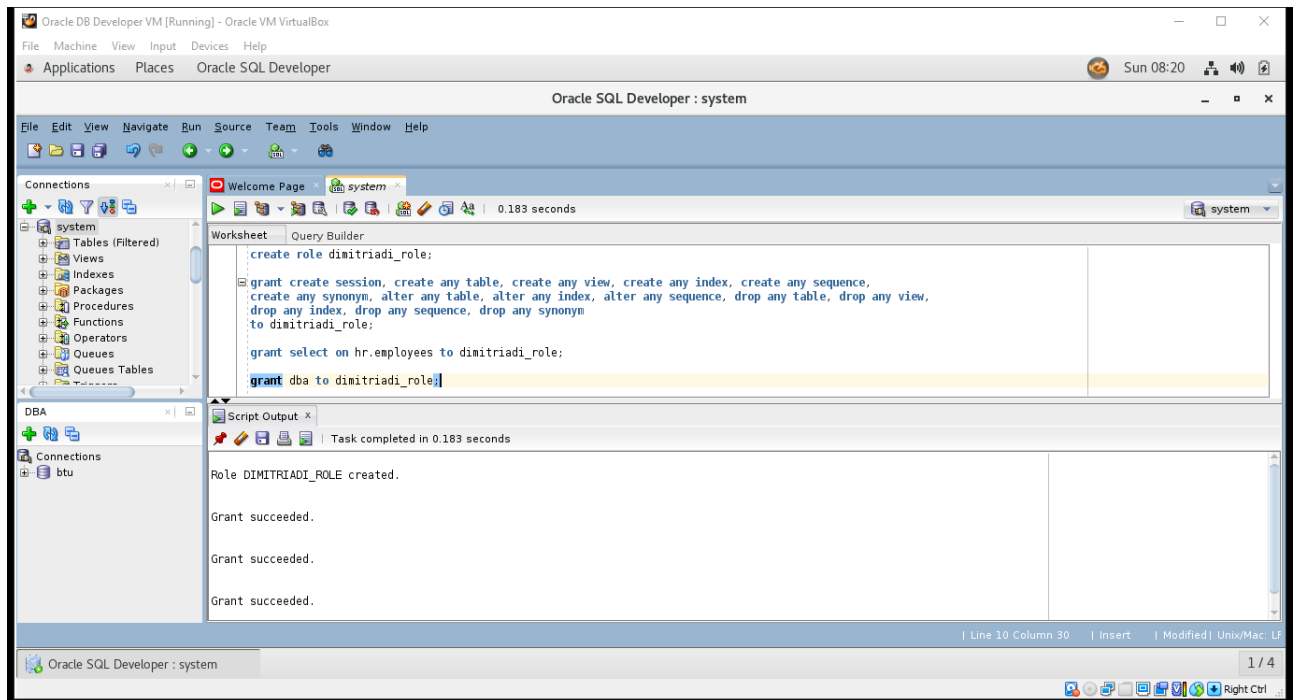 Oracle DB Developer VM [Running] - Oracle VM VirtualBox
File Machine View Input Devices Help
Applications Places Oracle SQL Developer Sun 08:20
Oracle SQL Developer : system
File Edit View Navigate Run Source Team Tools Window Help
Connections
system
Tables (Filtered)
Views
Indexes
Packages
Procedures
Functions
Operators
Queues
Queues Tables
DBA
Connections
btu
Welcome Page system
0.183 seconds system
Worksheet Query Builder
create role dimitriadi_role;
grant create session, create any table, create any view, create any index, create any sequence,
create any synonym, alter any table, alter any index, alter any sequence, drop any table, drop any view,
drop any index, drop any sequence, drop any synonym
to dimitriadi_role;
grant select on hr.employees to dimitriadi_role;
grant dba to dimitriadi_role;
Script Output
Task completed in 0.183 seconds
Role DIMITRIADI_ROLE created.
Grant succeeded.
Grant succeeded.
Grant succeeded.
| Line 10 Column 30 | Insert | Modified | Unix/Mac: LF
Oracle SQL Developer : system 1 / 4
Right Ctrl